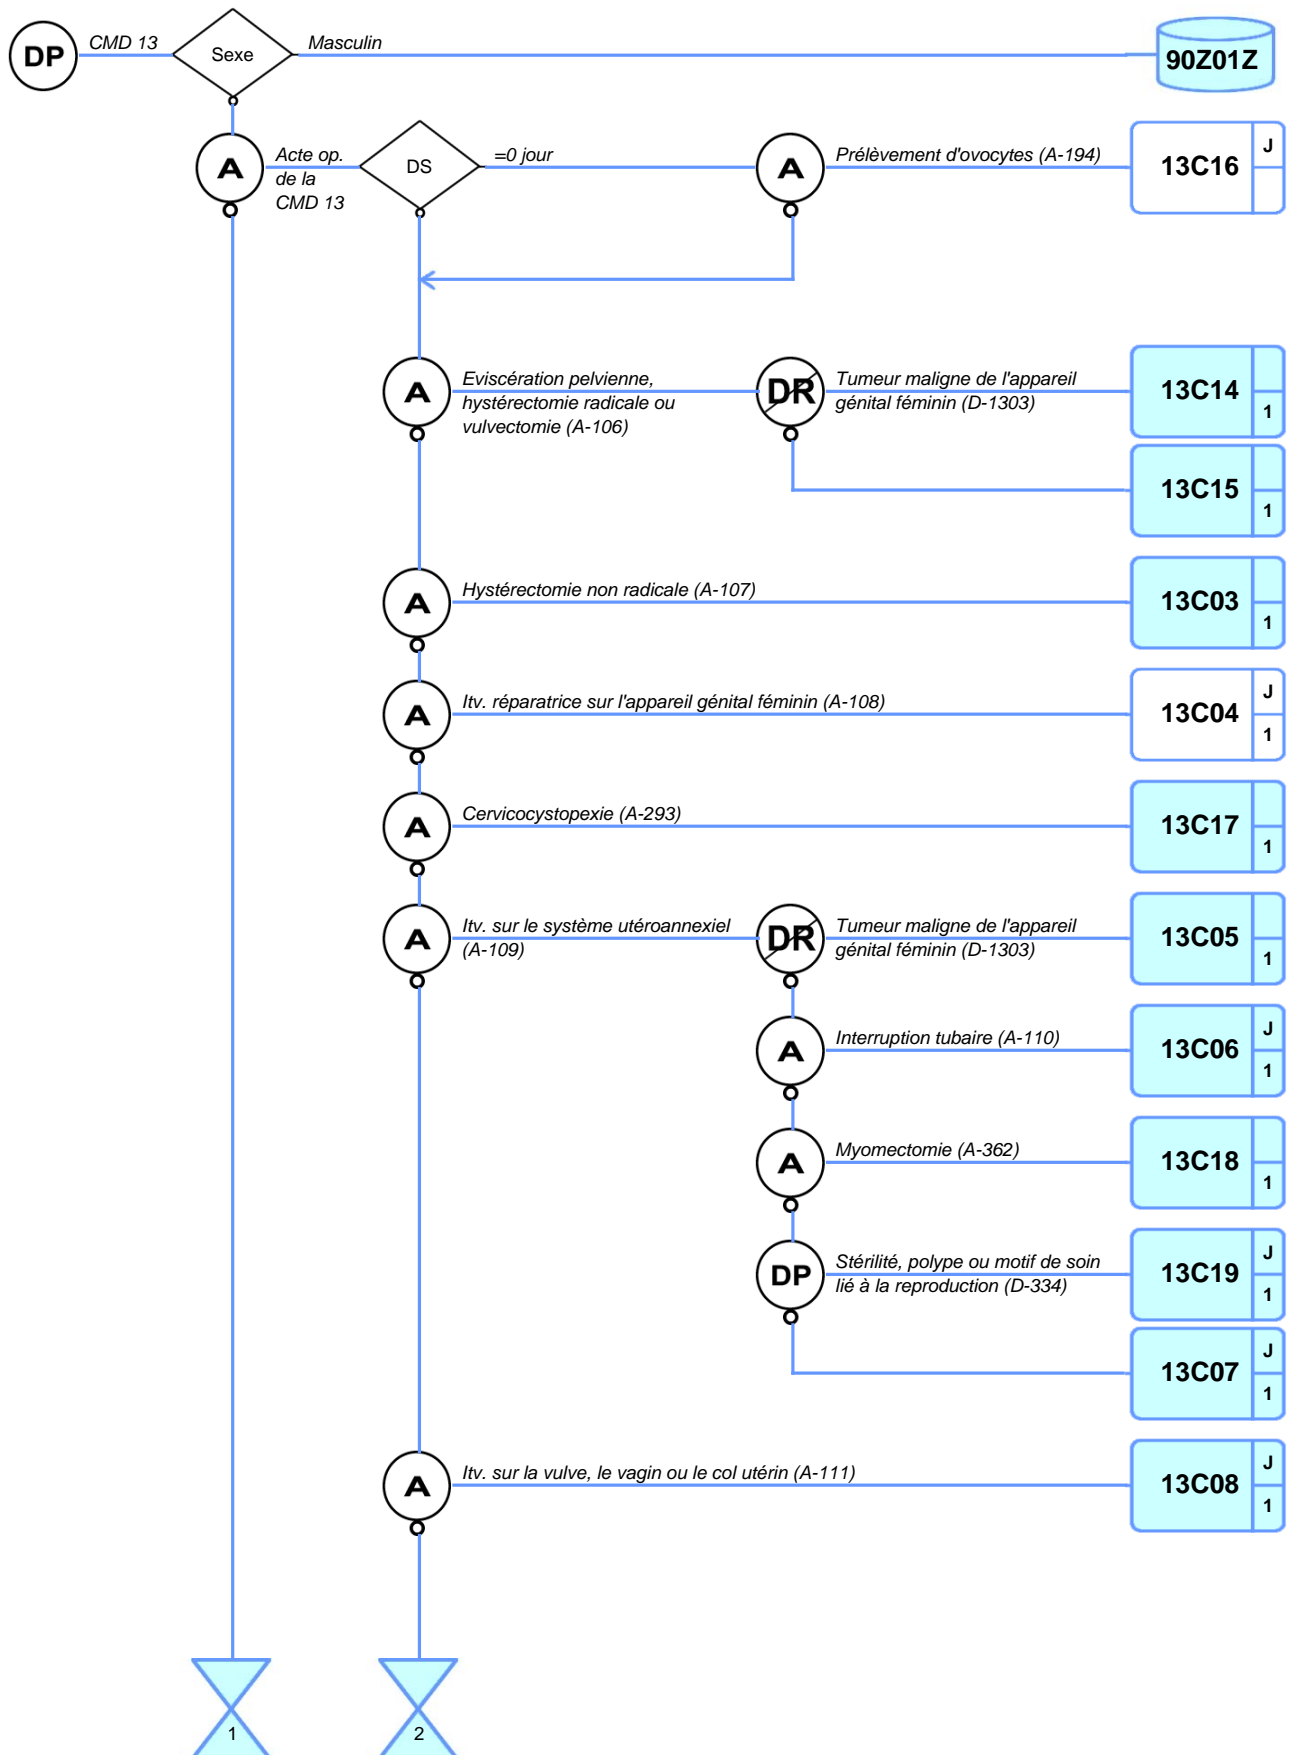 DP
CMD 13
Sexe
Masculin
90Z01Z
A
Acte op.
de la
CMD 13
DS
=0 jour
A
Prélèvement d'ovocytes (A-194)
13C16
J
A
Eviscération pelvienne,
hystérectomie radicale ou
vulvectomie (A-106)
DR
Tumeur maligne de l'appareil
génital féminin (D-1303)
13C14
1
13C15
1
A
Hystérectomie non radicale (A-107)
13C03
1
A
Itv. réparatrice sur l'appareil génital féminin (A-108)
13C04
J
1
A
Cervicocystopexie (A-293)
13C17
1
A
Itv. sur le système utéroannexiel
(A-109)
DR
Tumeur maligne de l'appareil
génital féminin (D-1303)
13C05
1
A
Interruption tubaire (A-110)
13C06
J
1
A
Myomectomie (A-362)
13C18
1
DP
Stérilité, polype ou motif de soin
lié à la reproduction (D-334)
13C19
J
1
13C07
J
1
A
Itv. sur la vulve, le vagin ou le col utérin (A-111)
13C08
J
1
1
2